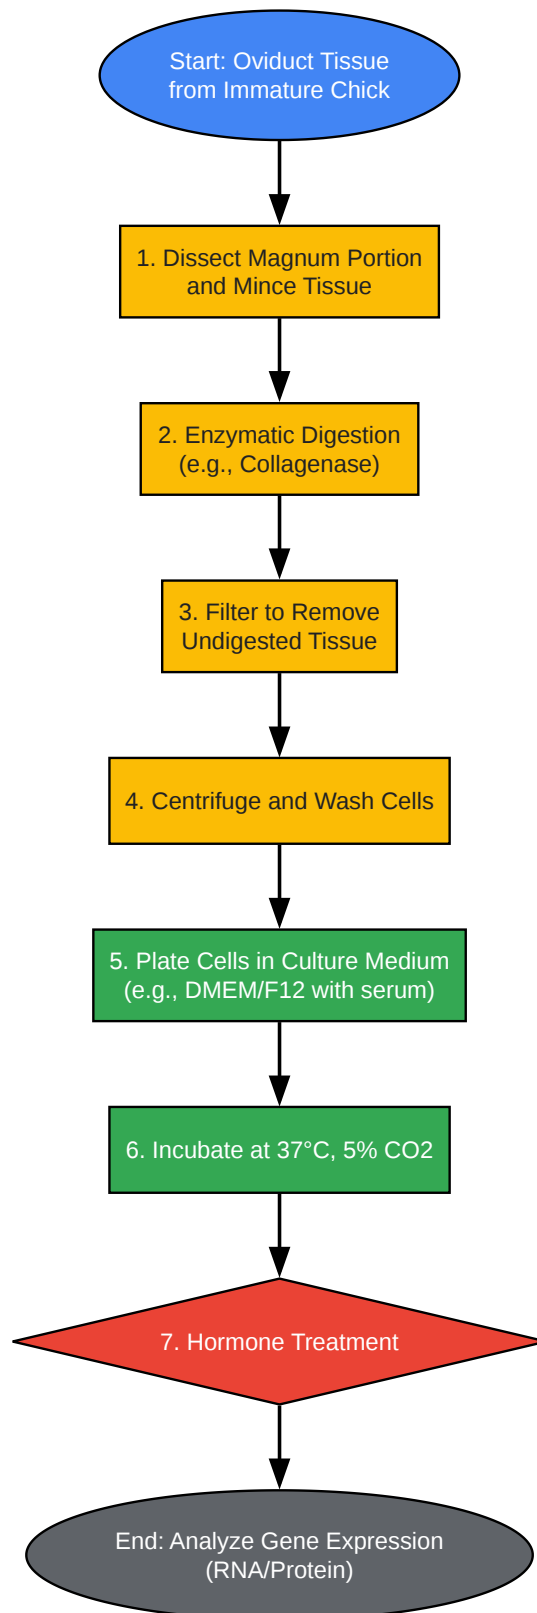 Start: Oviduct Tissue
from Immature Chick
1. Dissect Magnum Portion
and Mince Tissue
2. Enzymatic Digestion
(e.g., Collagenase)
3. Filter to Remove
Undigested Tissue
4. Centrifuge and Wash Cells
5. Plate Cells in Culture Medium
(e.g., DMEM/F12 with serum)
6. Incubate at 37°C, 5% CO2
7. Hormone Treatment
End: Analyze Gene Expression
(RNA/Protein)